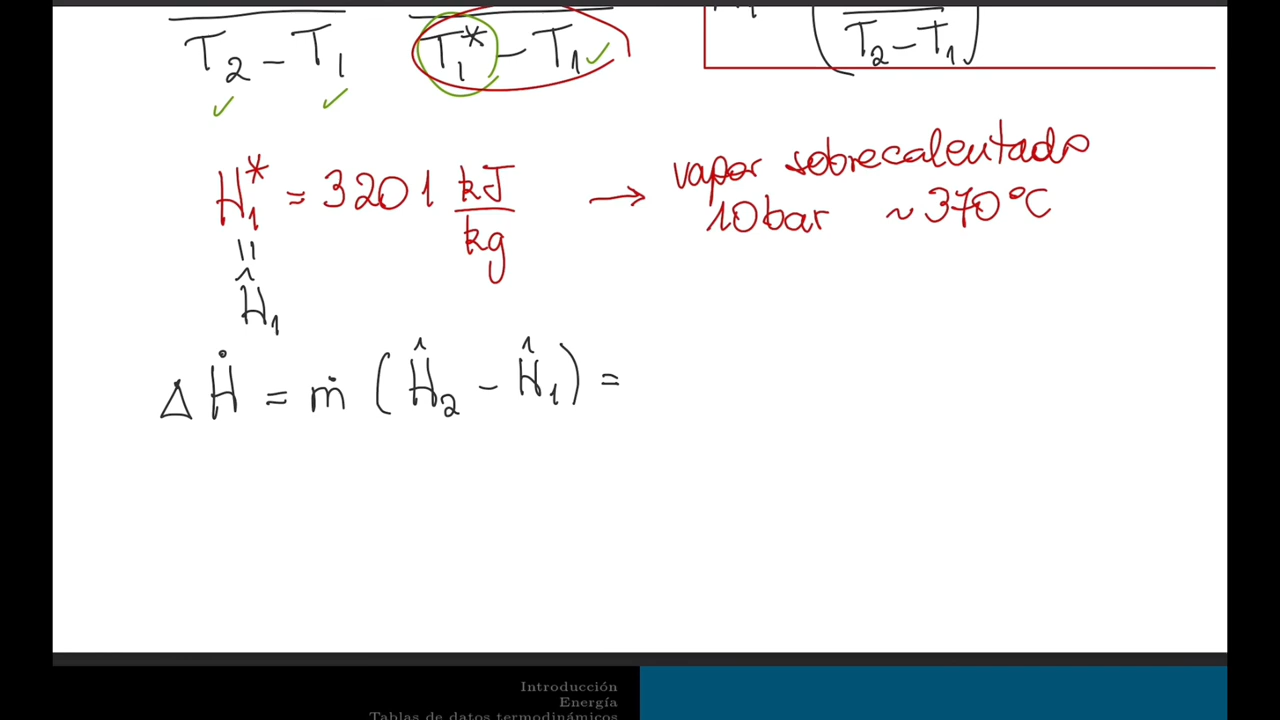 T₂ - T₁ T₁* - T₁ ✓ T₂ - T₁
✓ ✓
H₁* = 3201 kJ/kg → vapor sobrecalentado
10bar ~370°C
=
Ĥ₁
ΔḢ = ṁ (Ĥ₂ - Ĥ₁) =
Introducción
Energía
Tablas de datos termodinámicos